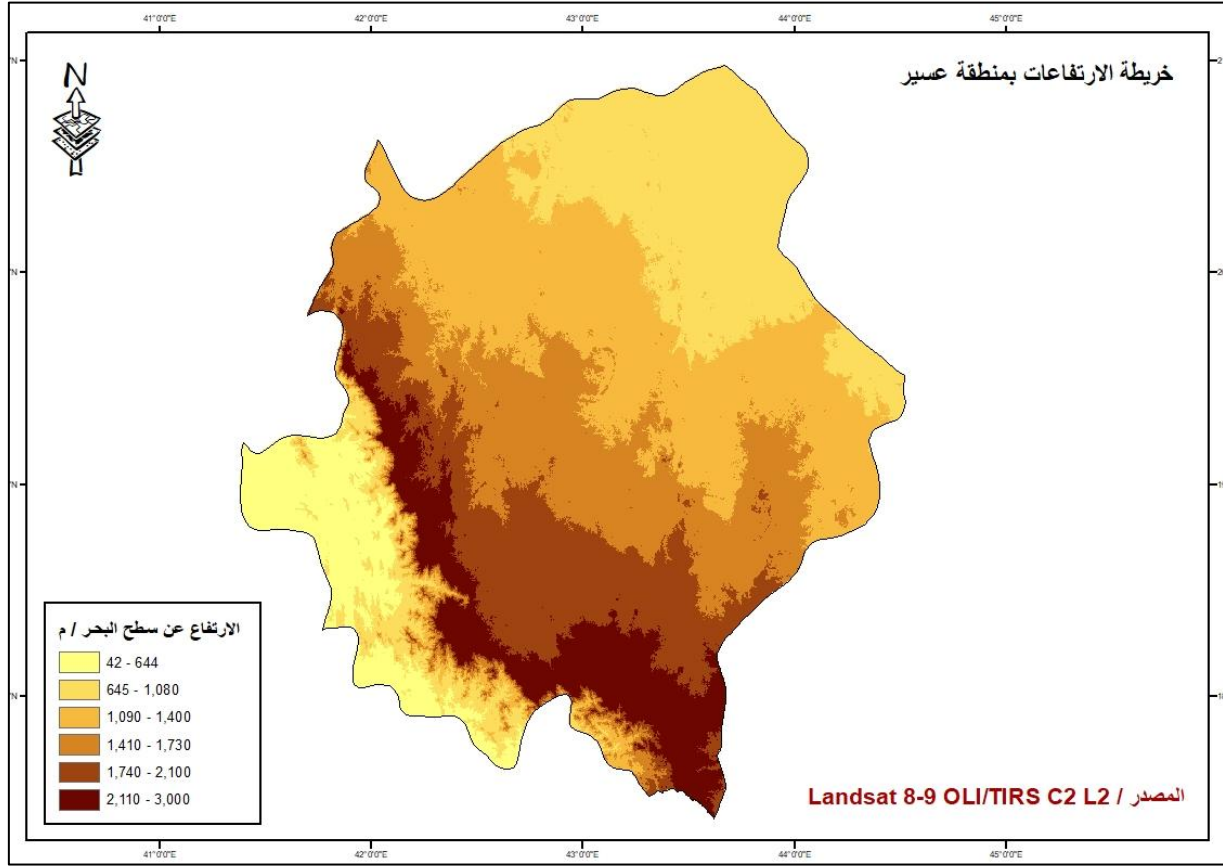 41°0'0"E 42°0'0"E 43°0'0"E 44°0'0"E 45°0'0"E
خريطة الارتفاعات بمنطقة عسير
N
الارتفاع عن سطح البحر / م
42 - 644
645 - 1,080
1,090 - 1,400
1,410 - 1,730
1,740 - 2,100
2,110 - 3,000
المصدر / Landsat 8-9 OLI/TIRS C2 L2
41°0'0"E 42°0'0"E 43°0'0"E 44°0'0"E 45°0'0"E